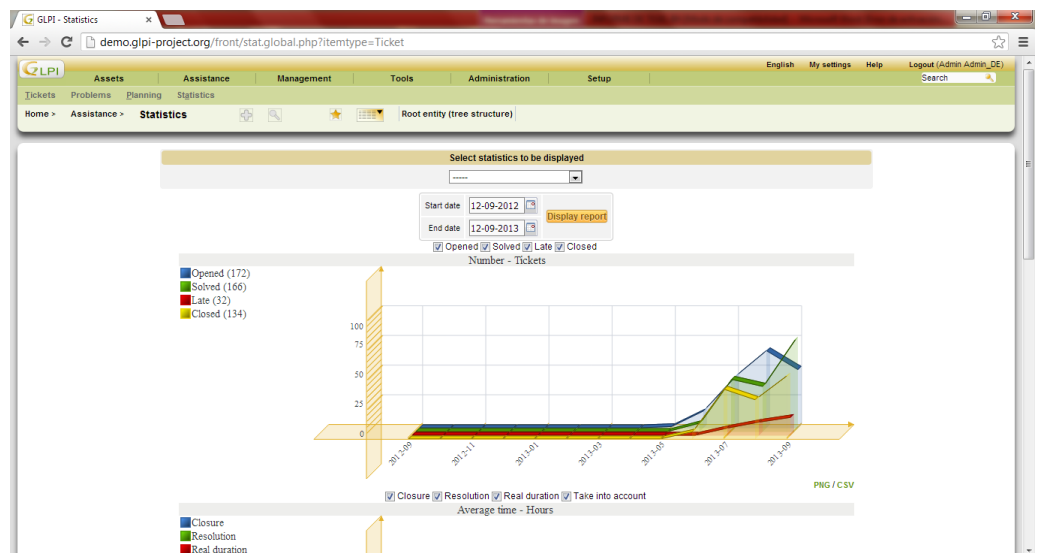 GLPI - Statistics
demo.glpi-project.org/front/stat.global.php?itemtype=Ticket
GLPI
English My settings Help Logout (Admin Admin_DE)
Assets Assistance Management Tools Administration Setup Search
Tickets Problems Planning Statistics
Home > Assistance > Statistics Root entity (tree structure)
Select statistics to be displayed
-----
Start date 12-09-2012
Display report
End date 12-09-2013
Opened Solved Late Closed
Number - Tickets
Opened (172)
Solved (166)
Late (32)
Closed (134)
100
75
50
25
0
2012-09 2012-11 2013-01 2013-03 2013-05 2013-07 2013-09
PNG / CSV
Closure Resolution Real duration Take into account
Average time - Hours
Closure
Resolution
Real duration